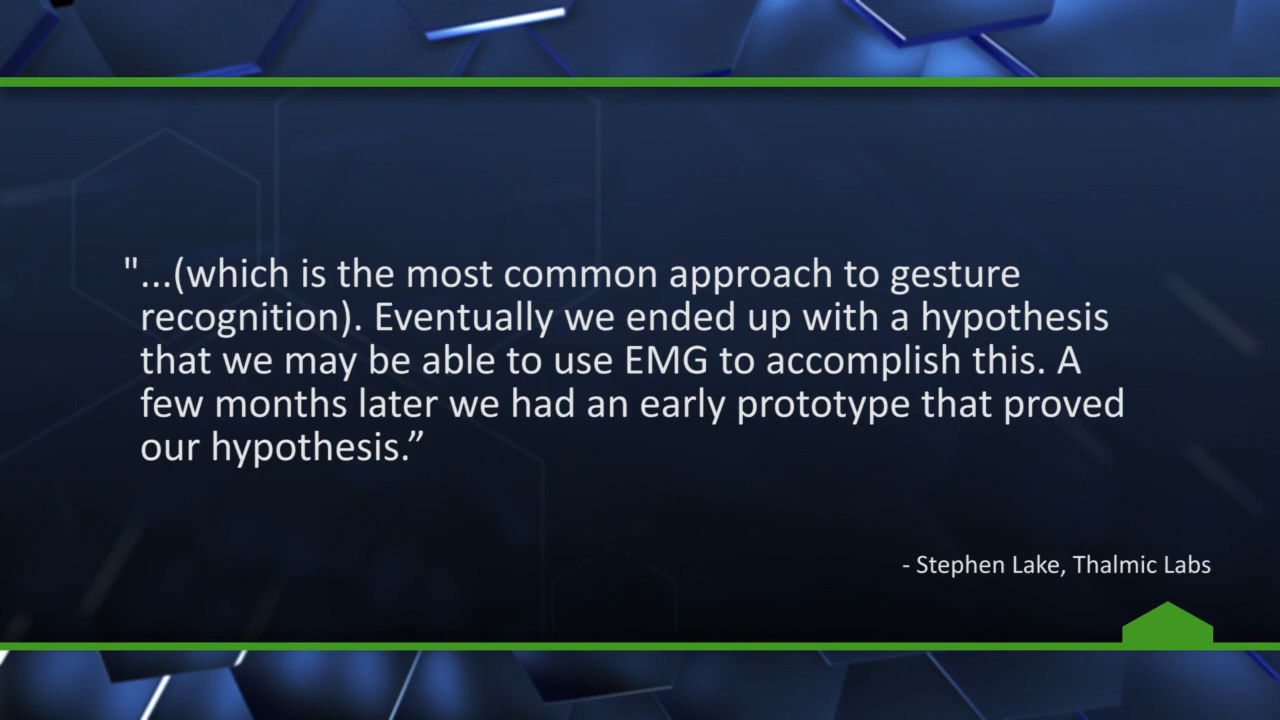 "...(which is the most common approach to gesture
recognition). Eventually we ended up with a hypothesis
that we may be able to use EMG to accomplish this. A
few months later we had an early prototype that proved
our hypothesis.”
- Stephen Lake, Thalmic Labs